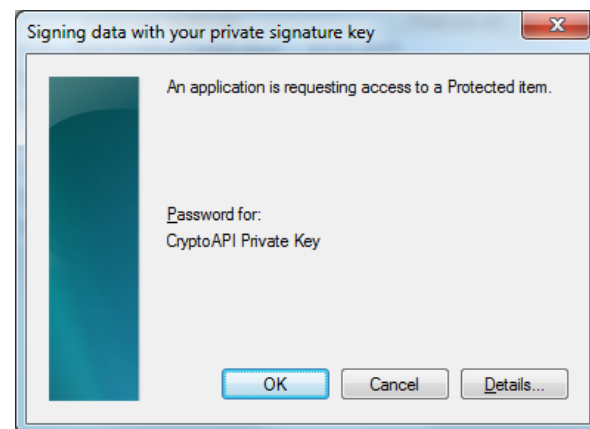 Signing data with your private signature key
An application is requesting access to a Protected item.
Password for:
CryptoAPI Private Key
OK Cancel Details...